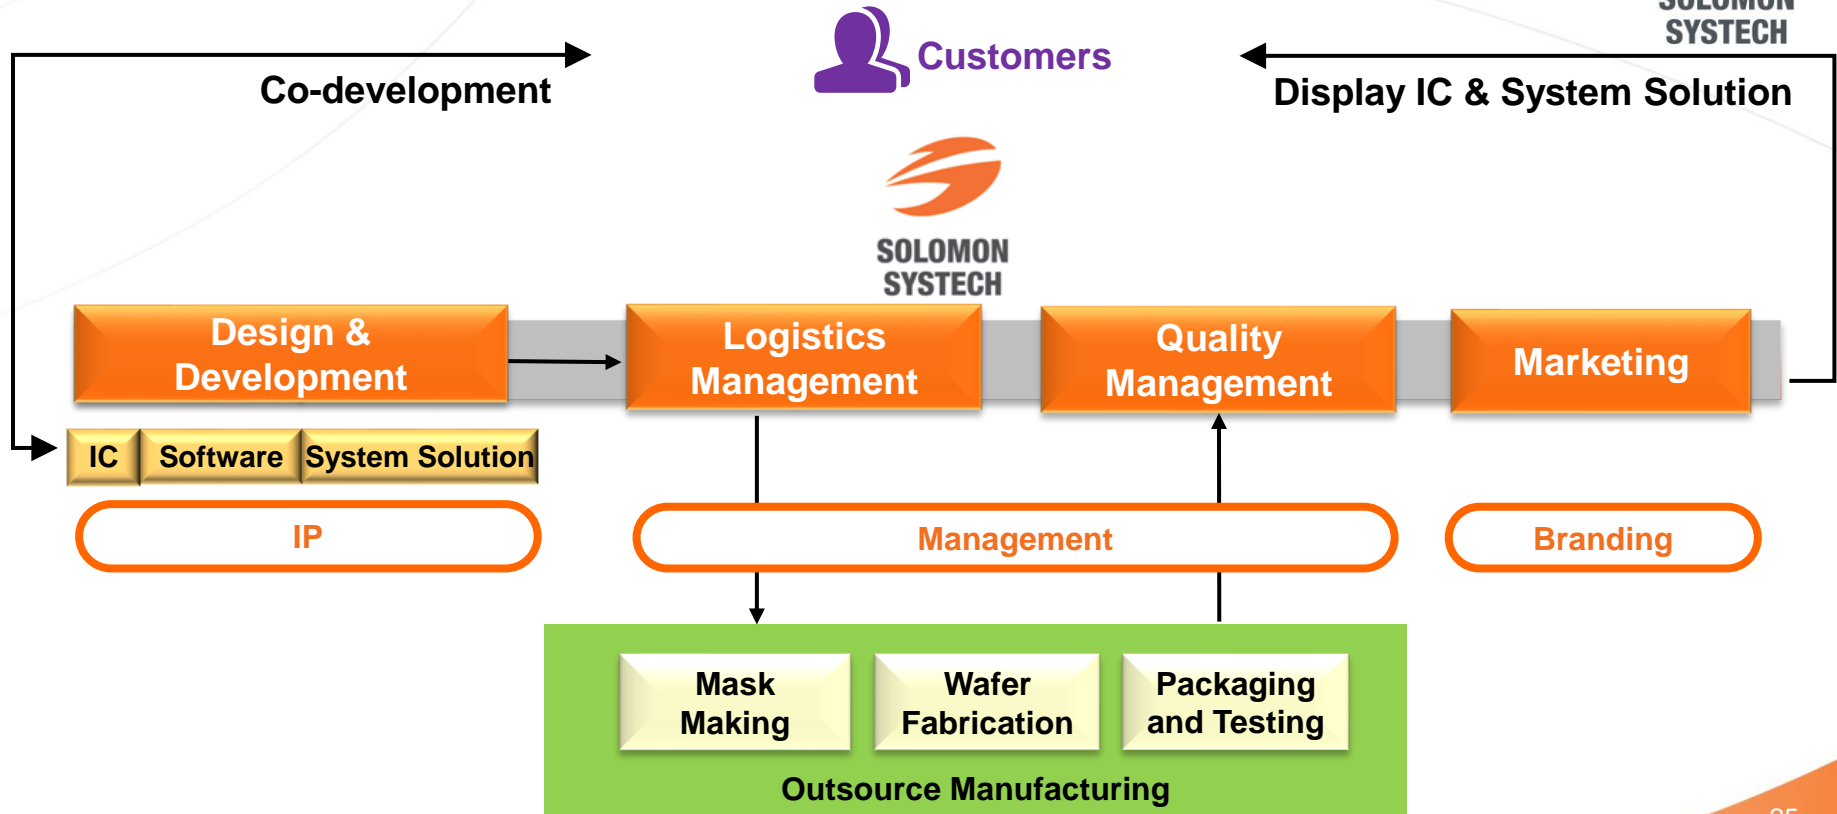 SOLOMON
SYSTECH
Customers
Co-development
Display IC & System Solution
SOLOMON
SYSTECH
Design &
Development
Logistics
Management
Quality
Management
Marketing
IC
Software
System Solution
IP
Management
Branding
Mask
Making
Wafer
Fabrication
Packaging
and Testing
Outsource Manufacturing